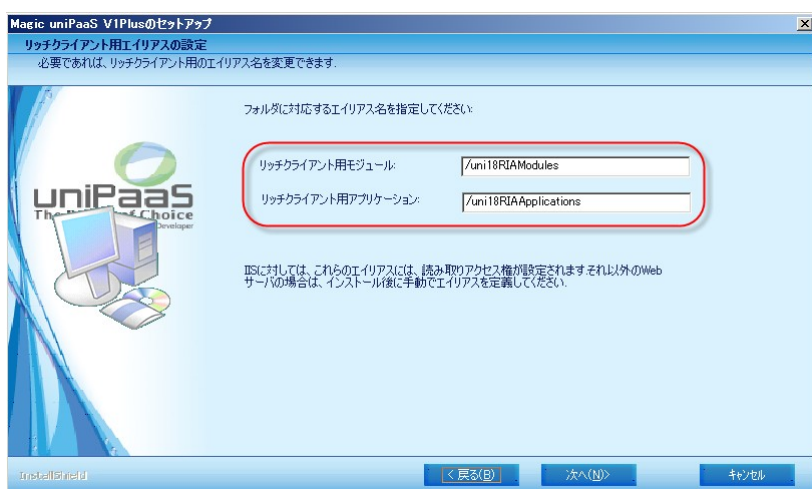 Magic uniPaaS V1Plusのセットアップ
リッチクライアント用エイリアスの設定
必要であれば、リッチクライアント用のエイリアス名を変更できます.
フォルダに対応するエイリアス名を指定してください:
リッチクライアント用モジュール:
/uni18RIAModules
リッチクライアント用アプリケーション:
/uni18RIAApplications
uniPaaS
The
of Choice
Developer
IISに対しては、これらのエイリアスには、読み取りアクセス権が設定されます.それ以外のWeb
サーバの場合は、インストール後に手動でエイリアスを定義してください.
InstallShield
< 戻る(B)
次へ(N)>
キャンセル